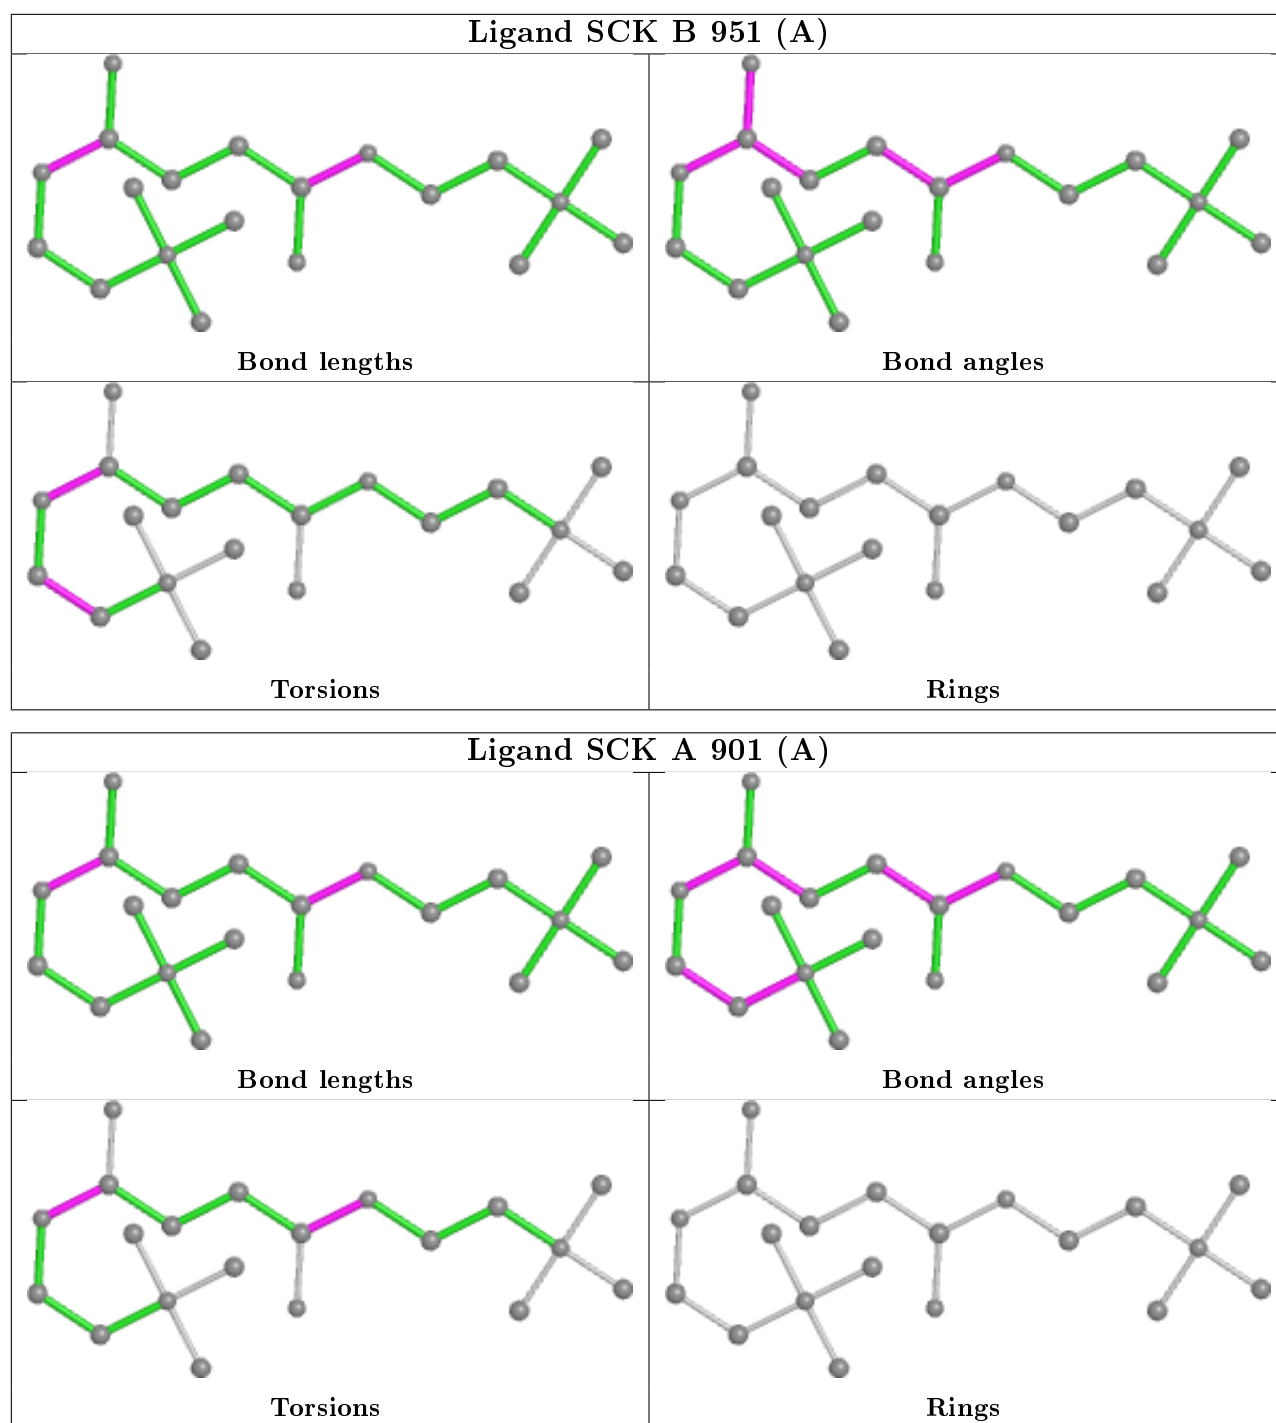 Ligand SCK B 951 (A)
Bond lengths
Bond angles
Torsions
Rings
Ligand SCK A 901 (A)
Bond lengths
Bond angles
Torsions
Rings